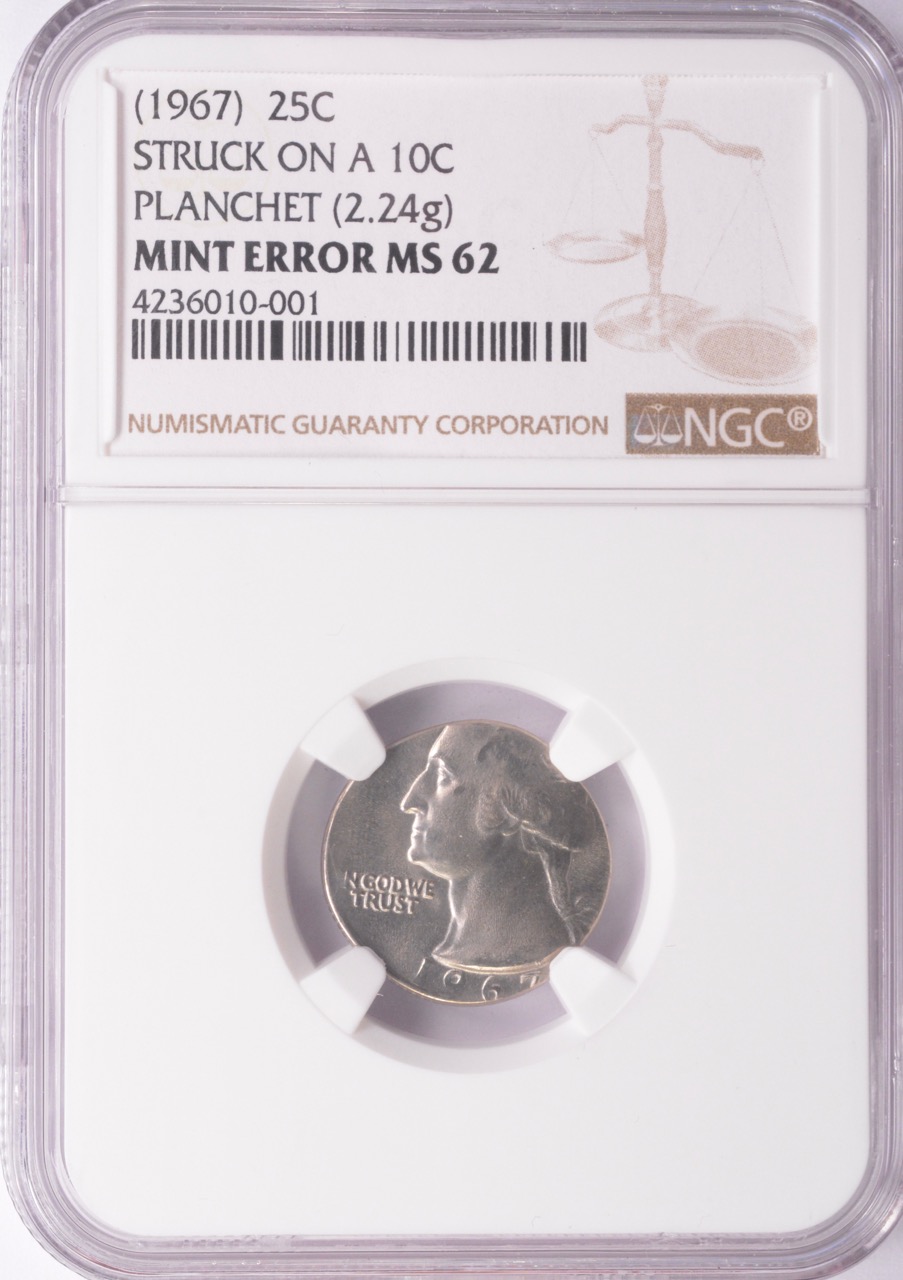 (1967) 25C
STRUCK ON A 10C
PLANCHET (2.24g)
MINT ERROR MS 62
4236010-001
NUMISMATIC GUARANTY CORPORATION NGC®
N GOD WE
TRUST
1967